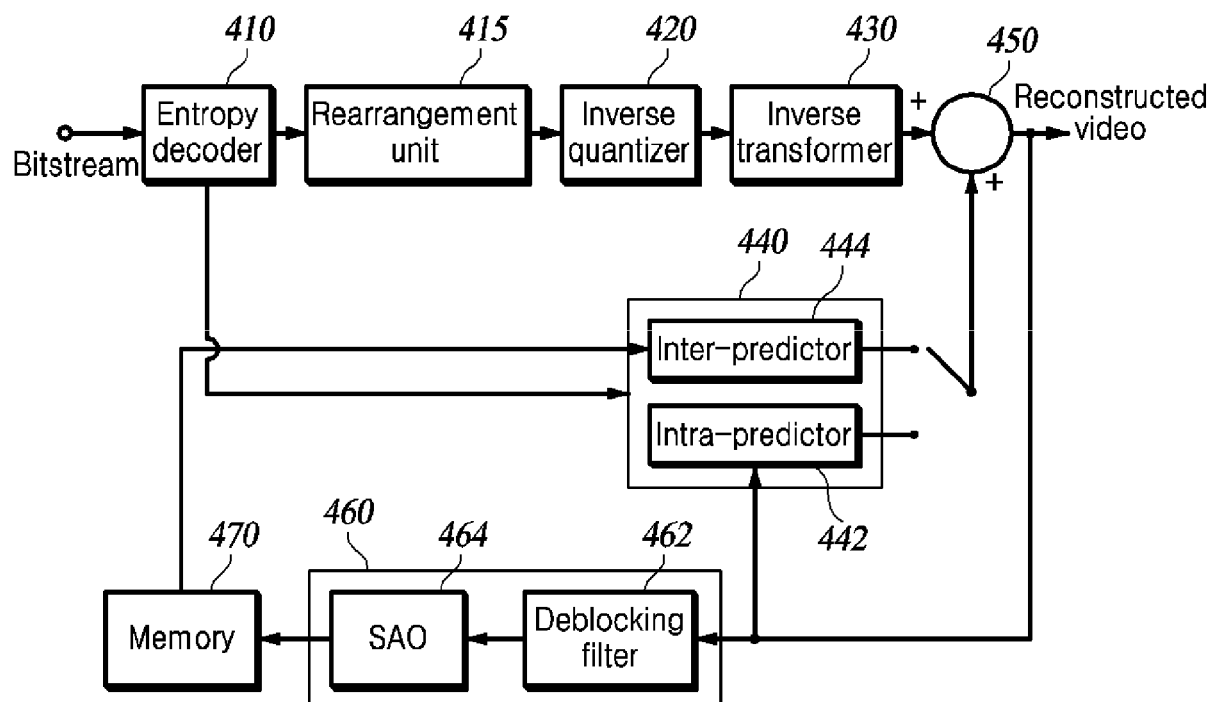 410
415
420
430
450
Entropy
decoder
Rearrangement
unit
Inverse
quantizer
Inverse
transformer
+
+
Reconstructed
video
Bitstream
440
444
Inter-predictor
Intra-predictor
442
460
464
462
470
Memory
SAO
Deblocking
filter